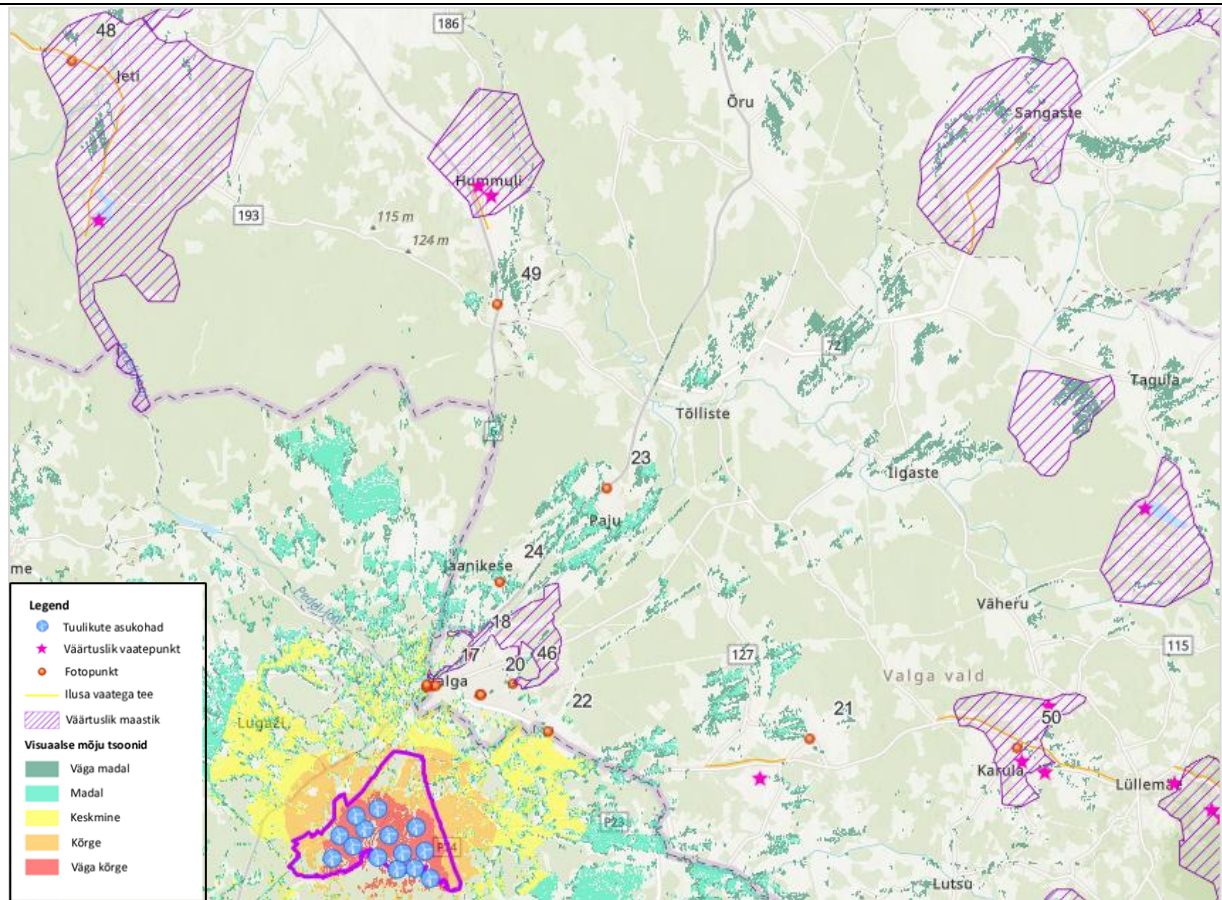 48
186
Jeti
Õru
Sangaste
Hummuli
193
115 m
124 m
49
72
Tagula
6
Tõlliste
23
Ilgaste
Paju
24
Jaanikese
me
18
Väheru
17
46
20
127
115
Valga
Valga vald
22
21
Lugaži
50
Karula
Lüllemäe
P23
P24
Lutsu
Legend
Tuulikute asukohad
Väärtuslik vaatepunkt
Fotopunkt
Ilusa vaatega tee
Väärtuslik maastik
Visuaalse mõju tsoonid
Väga madal
Madal
Keskmine
Kõrge
Väga kõrge